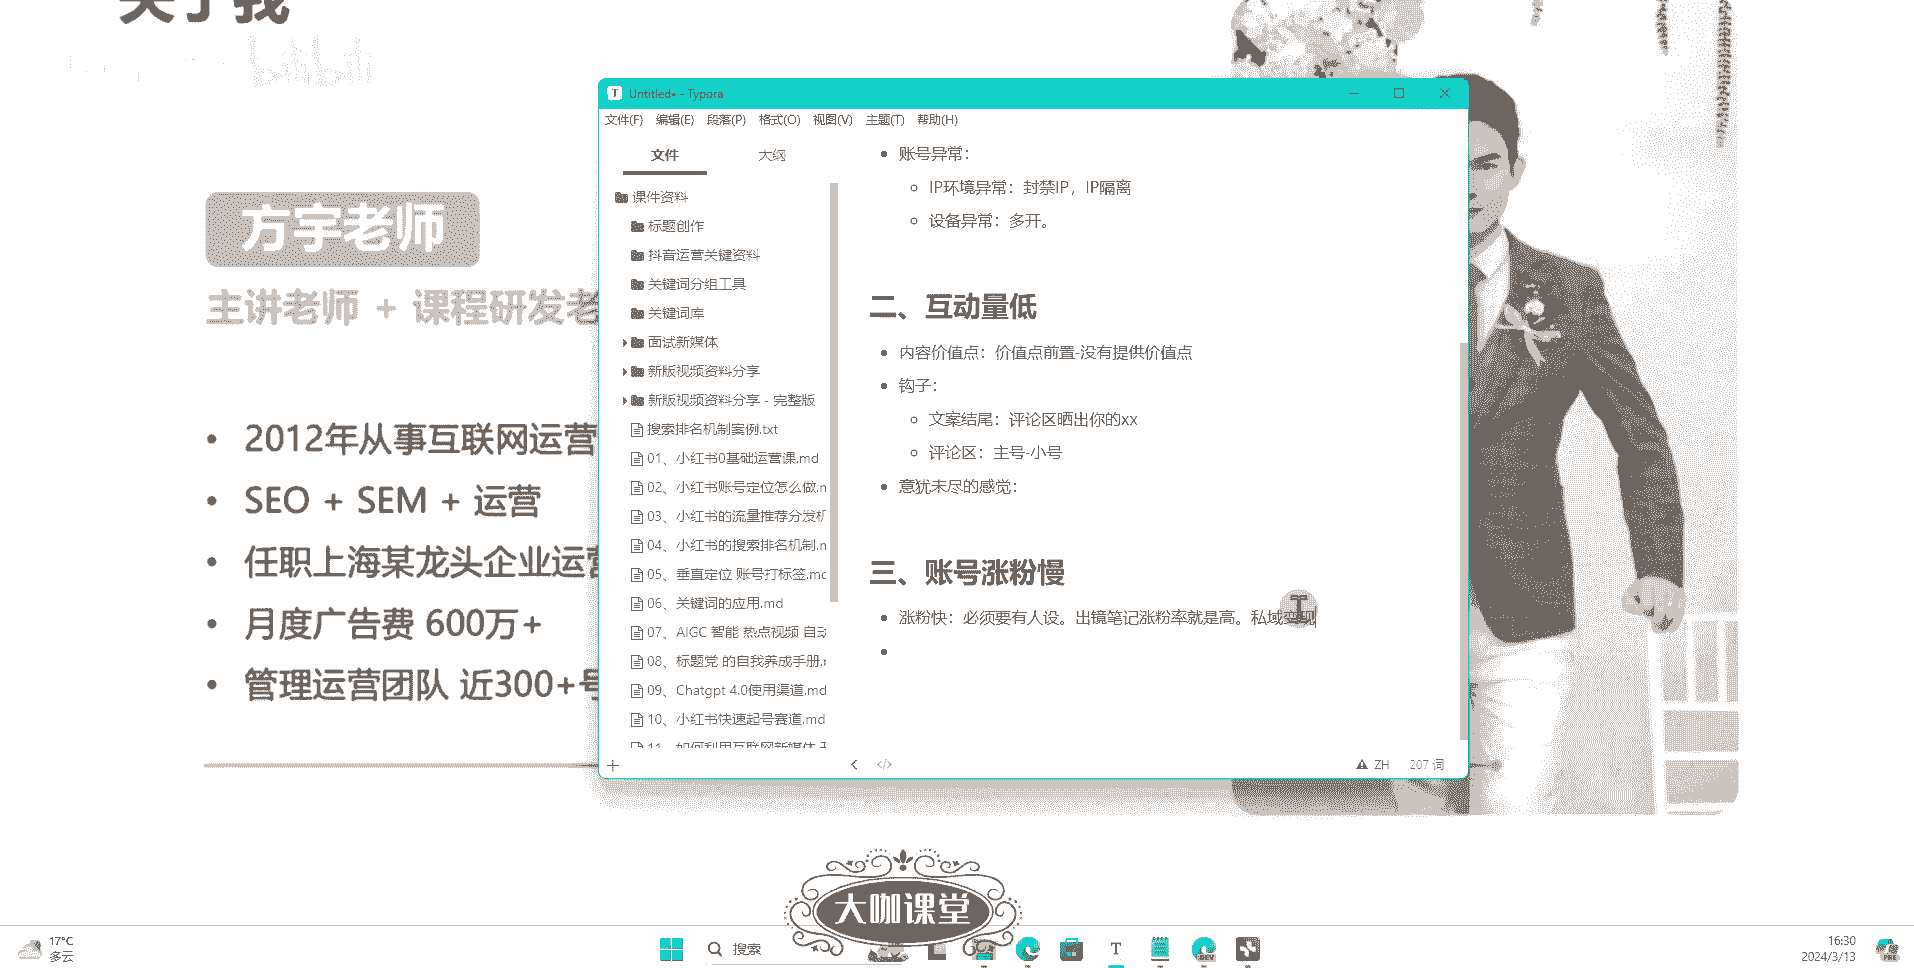 关于我
bilibili
方宇老师
主讲老师 + 课程研发老
• 2012年从事互联网运营
• SEO + SEM + 运营
• 任职上海某龙头企业运营
• 月度广告费 600万+
• 管理运营团队 近300+号
Untitled• - Typora
文件(F) 编辑(E) 段落(P) 格式(O) 视图(V) 主题(T) 帮助(H)
文件 大纲
课件资料
标题创作
抖音运营关键资料
关键词分组工具
关键词库
面试新媒体
新版视频资料分享
新版视频资料分享 - 完整版
搜索排名机制案例.txt
01、小红书0基础运营课.md
02、小红书账号定位怎么做.m
03、小红书的流量推荐分发机
04、小红书的搜索排名机制.m
05、垂直定位 账号打标签.md
06、关键词的应用.md
07、AIGC 智能 热点视频 自动
08、标题党 的自我养成手册.m
09、Chatgpt 4.0使用渠道.md
10、小红书快速起号赛道.md
11、如何利用互联网新媒体
• 账号异常：
IP环境异常：封禁IP，IP隔离
设备异常：多开。
二、互动量低
• 内容价值点：价值点前置-没有提供价值点
• 钩子：
文案结尾：评论区晒出你的xx
评论区：主号-小号
• 意犹未尽的感觉：
三、账号涨粉慢
• 涨粉快：必须要有人设。出镜笔记涨粉率就是高。私域变现
ZH 207 词
大咖课堂
17°C
多云
搜索
T
DEV
16:30
2024/3/13
PRE